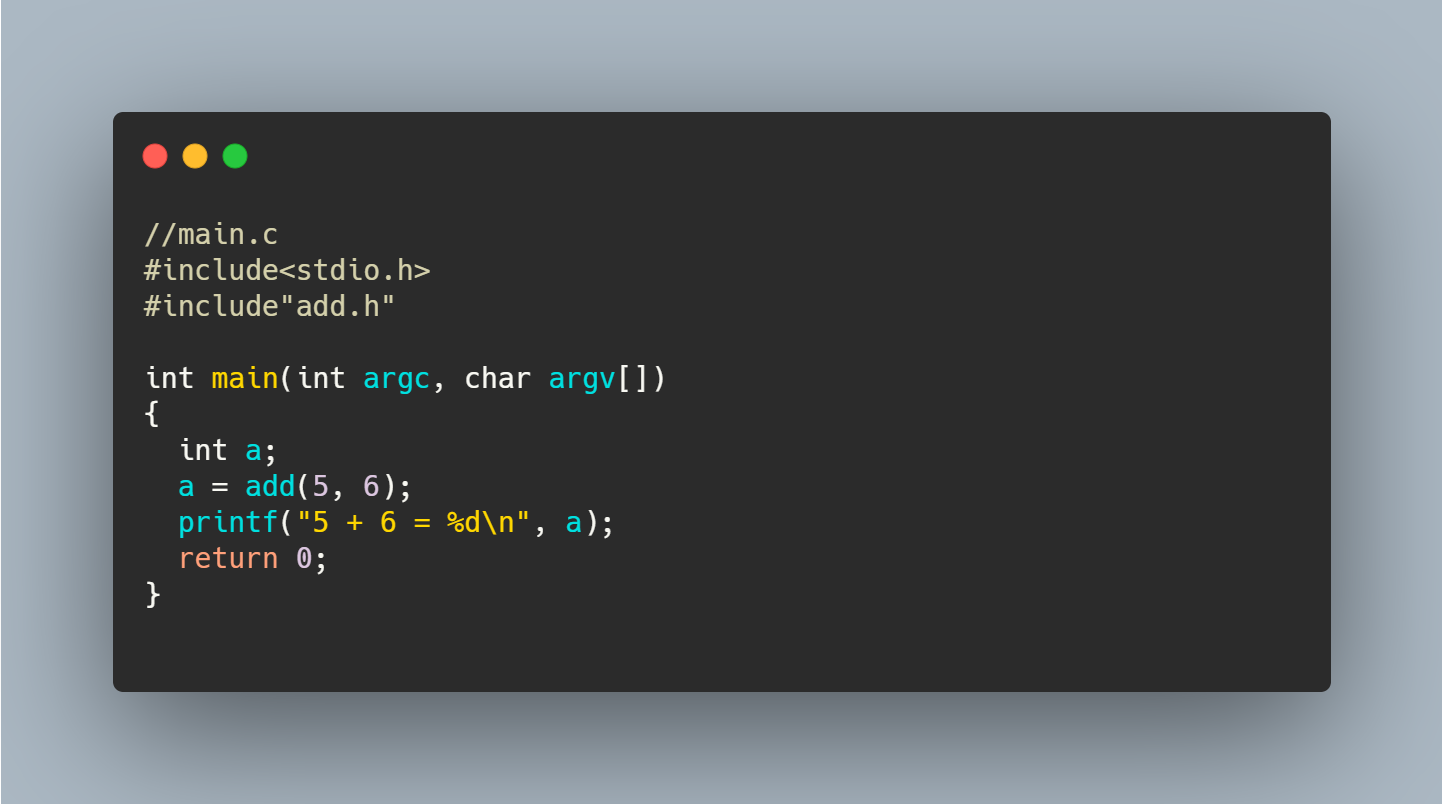 //main.c
#include<stdio.h>
#include"add.h"
int main(int argc, char argv[])
{
  int a;
  a = add(5, 6);
  printf("5 + 6 = %d\n", a);
  return 0;
}